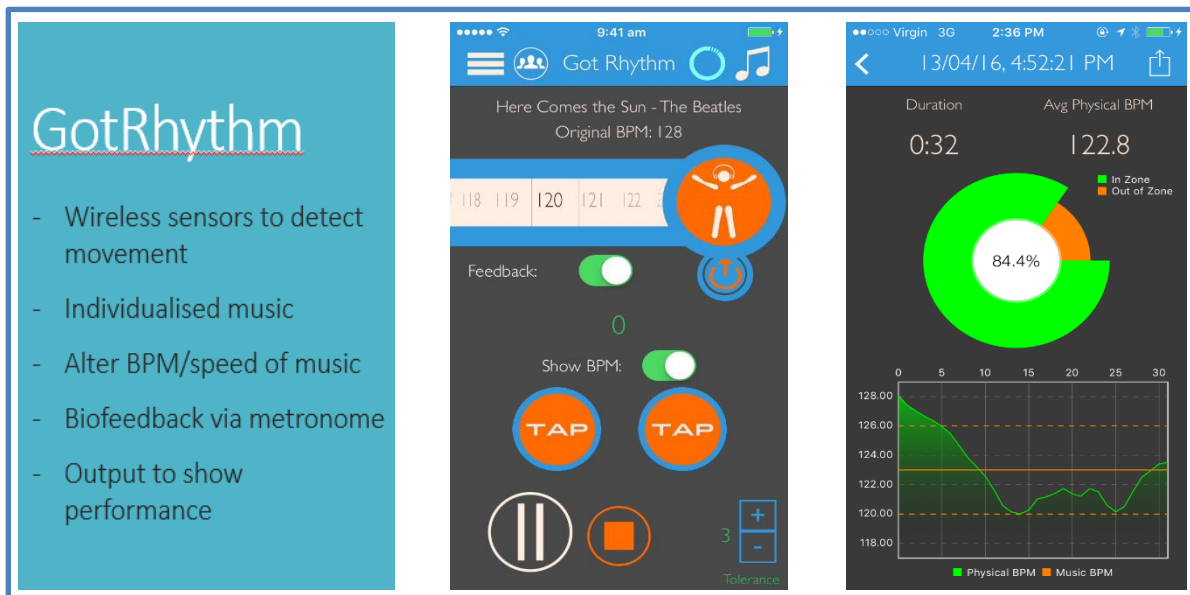 GotRhythm
- Wireless sensors to detect
movement
- Individualised music
- Alter BPM/speed of music
- Biofeedback via metronome
- Output to show
performance
9:41 am
Got Rhythm
Here Comes the Sun - The Beatles
Original BPM: 128
118 119 120 121 122
Feedback:
0
Show BPM:
TAP TAP
3
+
-
Tolerance
Virgin 3G 2:36 PM
13/04/16, 4:52:21 PM
Duration Avg Physical BPM
0:32 122.8
In Zone
Out of Zone
84.4%
0 5 10 15 20 25 30
128.00
126.00
124.00
122.00
120.00
118.00
Physical BPM Music BPM